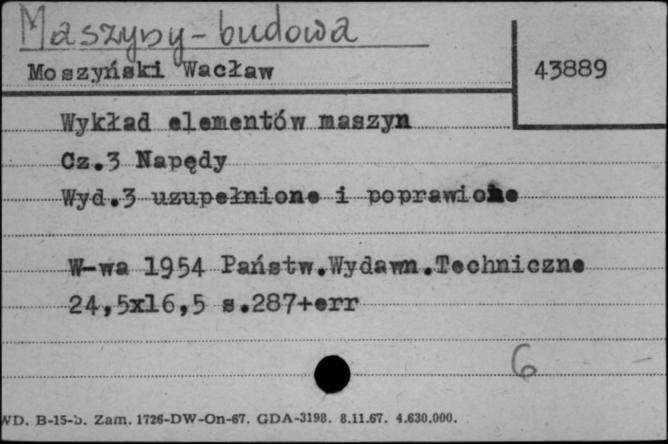 Maszyny - budowa
Moszyński Wacław
43889
Wykład elementów maszyn
Cz.3 Napędy
Wyd.3 uzupełnione i poprawione
W-wa 1954 Państw.Wydawn.Techniczne
24,5x16,5 s.287+err
6
WD. B-15-b. Zam. 1726-DW-On-67. GDA-3198. 8.11.67. 4.630.000.